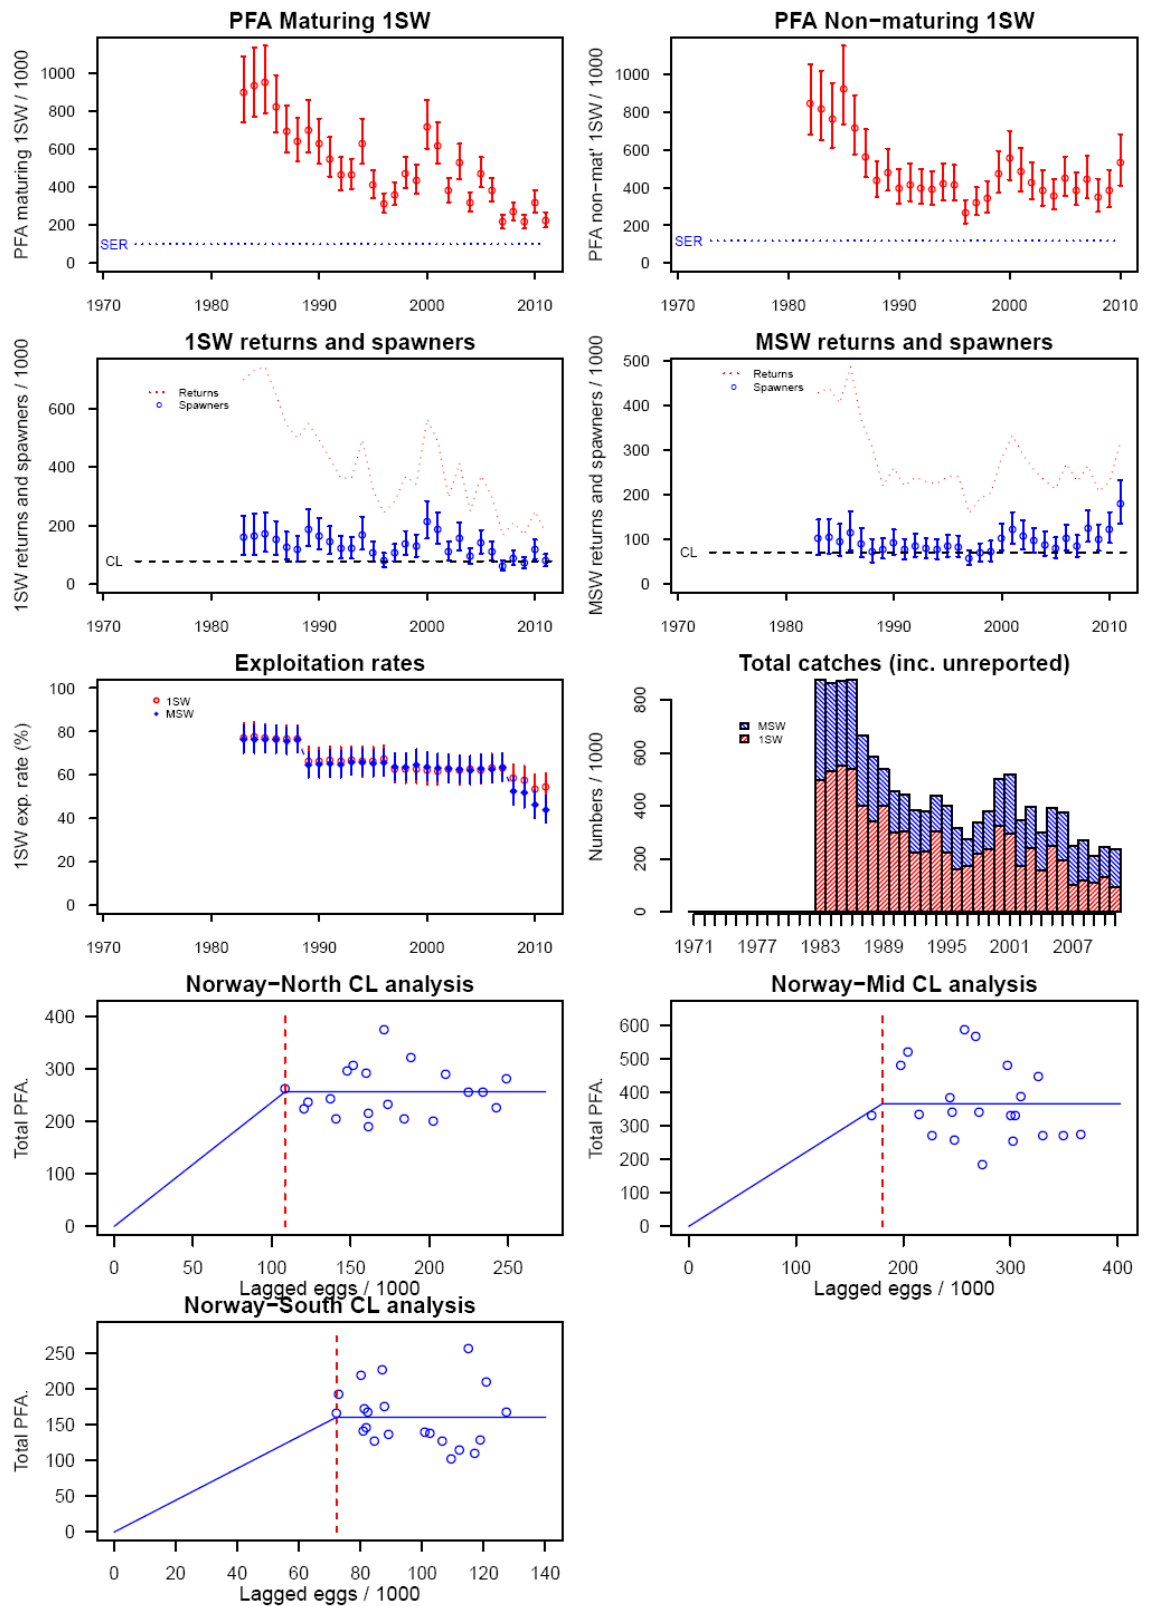 PFA Maturing 1SW
PFA maturing 1SW / 1000
1000
800
600
400
200
0
SER
1970 1980 1990 2000 2010
PFA Non−maturing 1SW
PFA non−mat' 1SW / 1000
1000
800
600
400
200
0
SER
1970 1980 1990 2000 2010
1SW returns and spawners
1SW returns and spawners / 1000
600
400
200
0
Returns
Spawners
CL
1970 1980 1990 2000 2010
MSW returns and spawners
MSW returns and spawners / 1000
500
400
300
200
100
0
Returns
Spawners
CL
1970 1980 1990 2000 2010
Exploitation rates
1SW exp. rate (%)
100
80
60
40
20
0
1SW
MSW
1970 1980 1990 2000 2010
Total catches (inc. unreported)
Numbers / 1000
800
600
400
200
0
MSW
1SW
1971 1977 1983 1989 1995 2001 2007
Norway−North CL analysis
Total PFA.
400
300
200
100
0
0 50 100 150 200 250
Lagged eggs / 1000
Norway−Mid CL analysis
Total PFA.
600
500
400
300
200
100
0
0 100 200 300 400
Lagged eggs / 1000
Norway−South CL analysis
Total PFA.
250
200
150
100
50
0
0 20 40 60 80 100 120 140
Lagged eggs / 1000